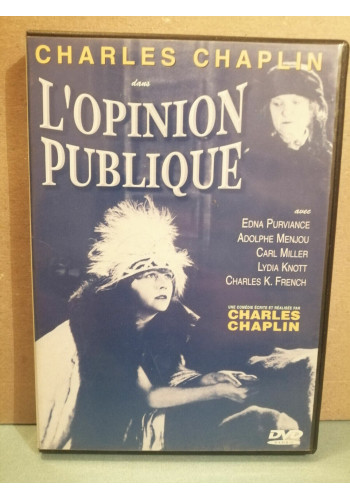 CHARLES CHAPLIN
dans
L'OPINION
PUBLIQUE
avec
EDNA PURVIANCE
ADOLPHE MENJOU
CARL MILLER
LYDIA KNOTT
CHARLES K. FRENCH
UNE COMÉDIE ÉCRITE ET RÉALISÉE PAR
CHARLES
CHAPLIN
DVD